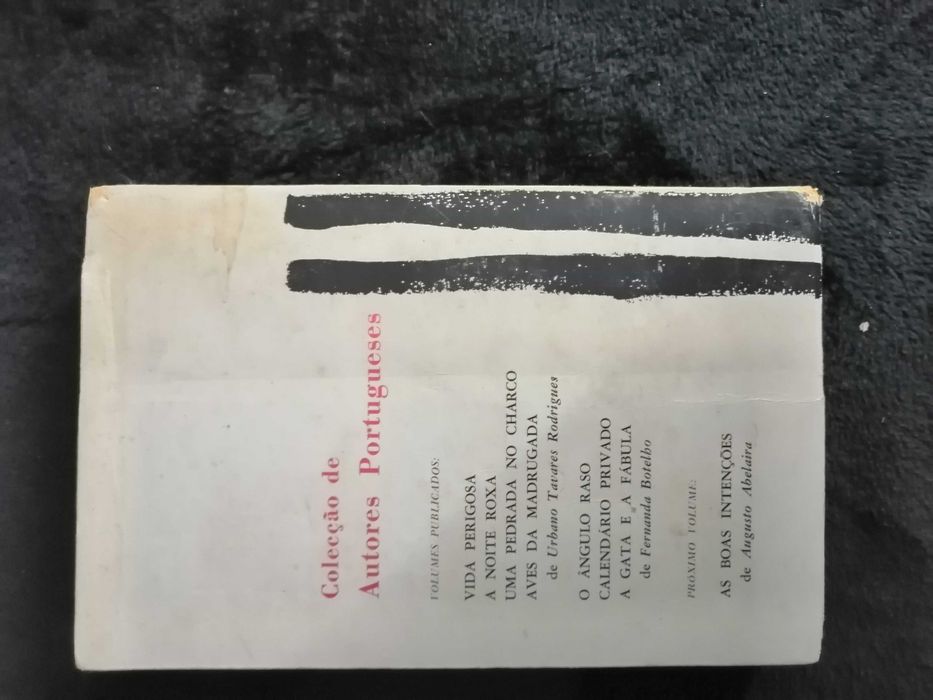 Colecção de
Autores Portugueses
VOLUMES PUBLICADOS:
VIDA PERIGOSA
A NOITE ROXA
UMA PEDRADA NO CHARCO
AVES DA MADRUGADA
de Urbano Tavares Rodrigues
O ÂNGULO RASO
CALENDÁRIO PRIVADO
A GATA E A FÁBULA
de Fernanda Botelho
PRÓXIMO VOLUME:
AS BOAS INTENÇÕES
de Augusto Abelaira